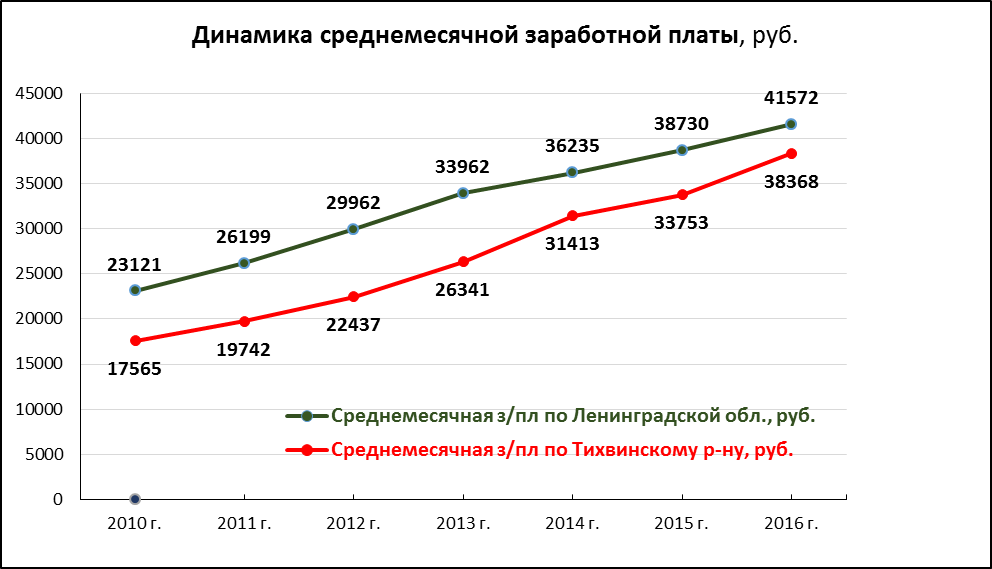 Динамика среднемесячной заработной платы, руб.
45000
40000
35000
30000
25000
20000
15000
10000
5000
0
23121
26199
29962
33962
36235
38730
41572
17565
19742
22437
26341
31413
33753
38368
Среднемесячная з/пл по Ленинградской обл., руб.
Среднемесячная з/пл по Тихвинскому р-ну, руб.
2010 г.
2011 г.
2012 г.
2013 г.
2014 г.
2015 г.
2016 г.